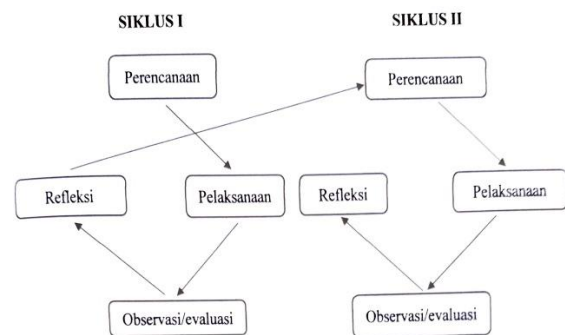 SIKLUS I
SIKLUS II
Perencanaan
Perencanaan
Refleksi
Pelaksanaan
Refleksi
Pelaksanaan
Observasi/evaluasi
Observasi/evaluasi